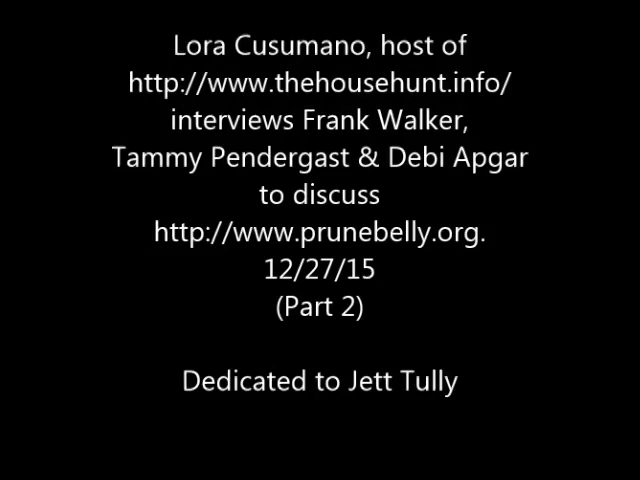 Lora Cusumano, host of
http://www.thehousehunt.info/
interviews Frank Walker,
Tammy Pendergast & Debi Apgar
to discuss
http://www.prunebelly.org.
12/27/15
(Part 2)
Dedicated to Jett Tully